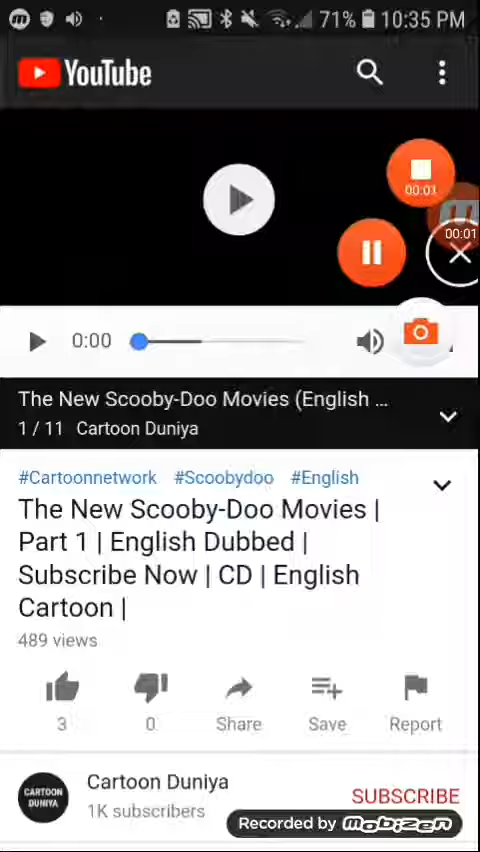 71% 10:35 PM
YouTube
00:01
00:01
0:00
The New Scooby-Doo Movies (English ...
1 / 11 Cartoon Duniya
#Cartoonnetwork #Scoobydoo #English
The New Scooby-Doo Movies |
Part 1 | English Dubbed |
Subscribe Now | CD | English
Cartoon |
489 views
3 0 Share Save Report
CARTOON
DUNIYA
Cartoon Duniya
1K subscribers
SUBSCRIBE
Recorded by Mobizen